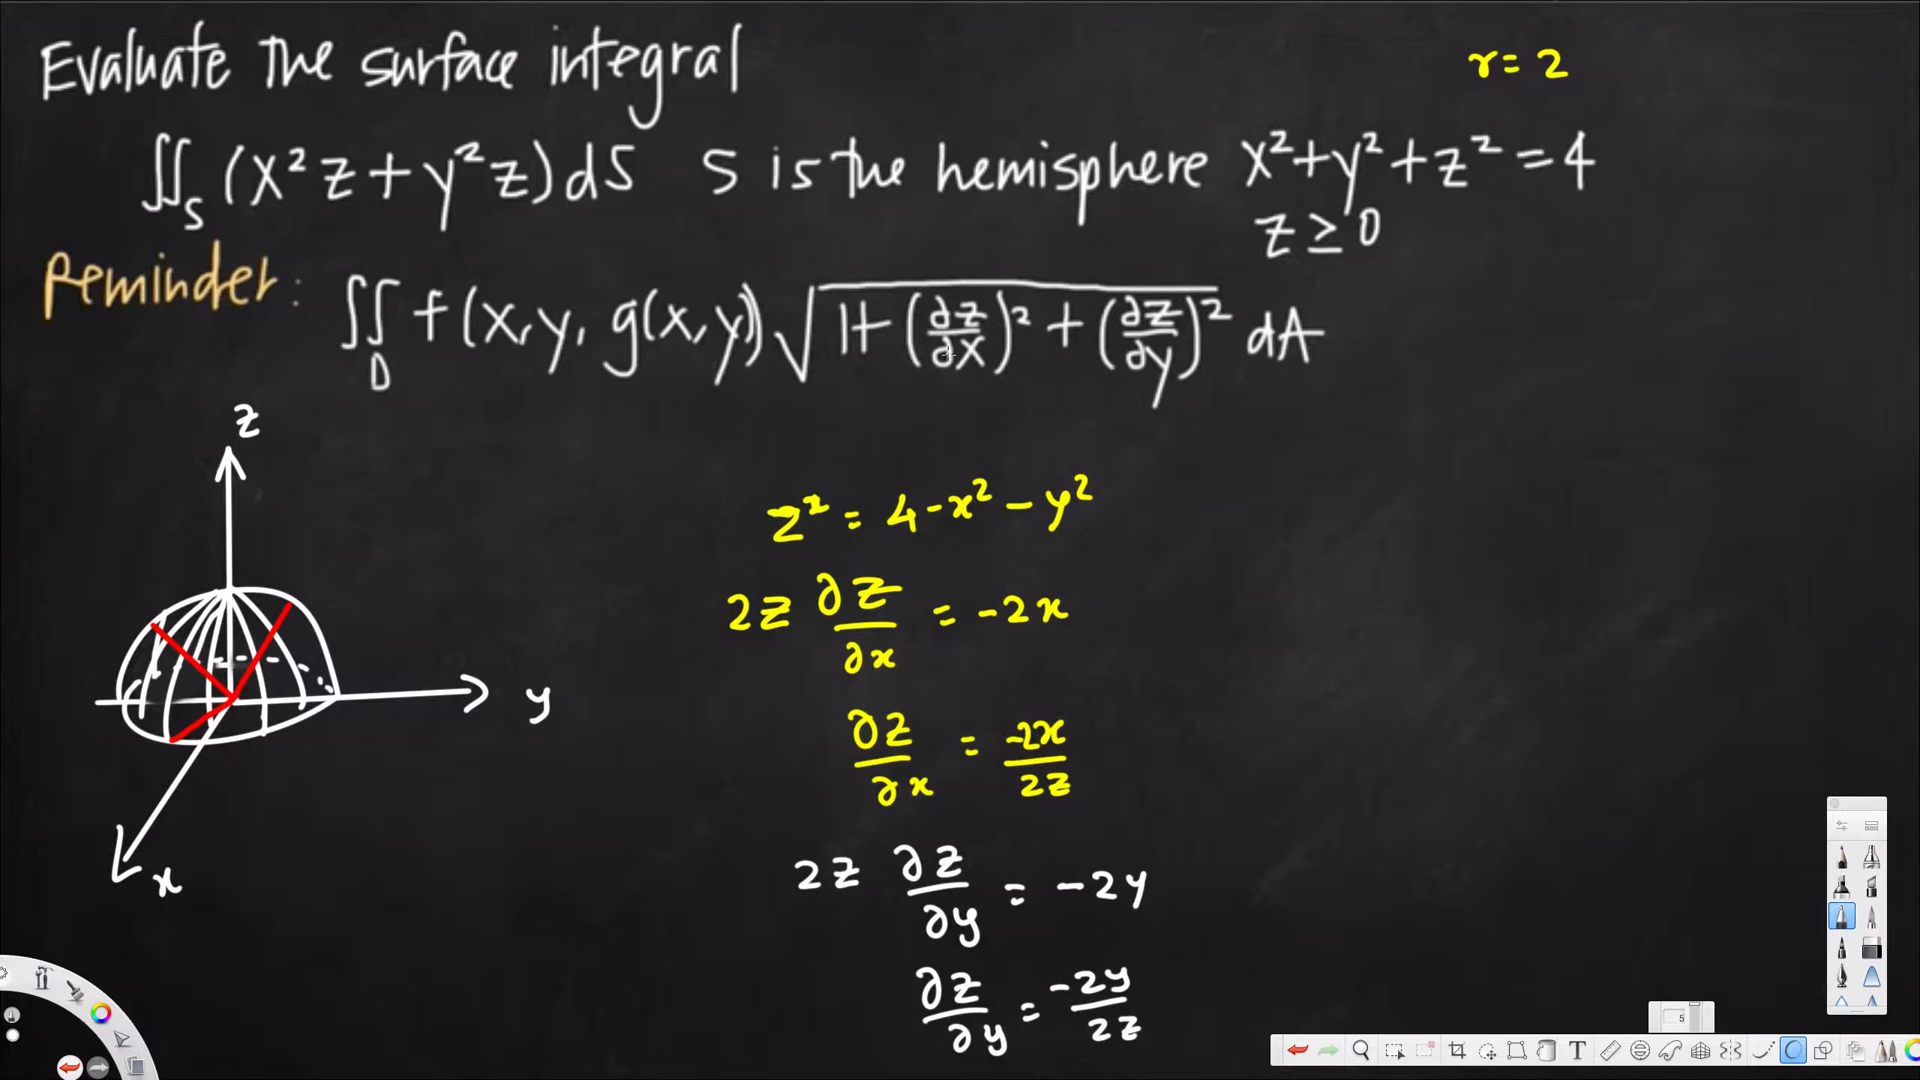 Evaluate the surface integral
r = 2
∬_S (x²z + y²z) dS   S is the hemisphere x² + y² + z² = 4
z ≥ 0
Reminder: ∬_D f(x, y, g(x, y)) √(1 + (∂z/∂x)² + (∂z/∂y)²) dA
z
z² = 4 - x² - y²
2z ∂z/∂x = -2x
y
∂z/∂x = -2x/2z
x
2z ∂z/∂y = -2y
∂z/∂y = -2y/2z
5
T